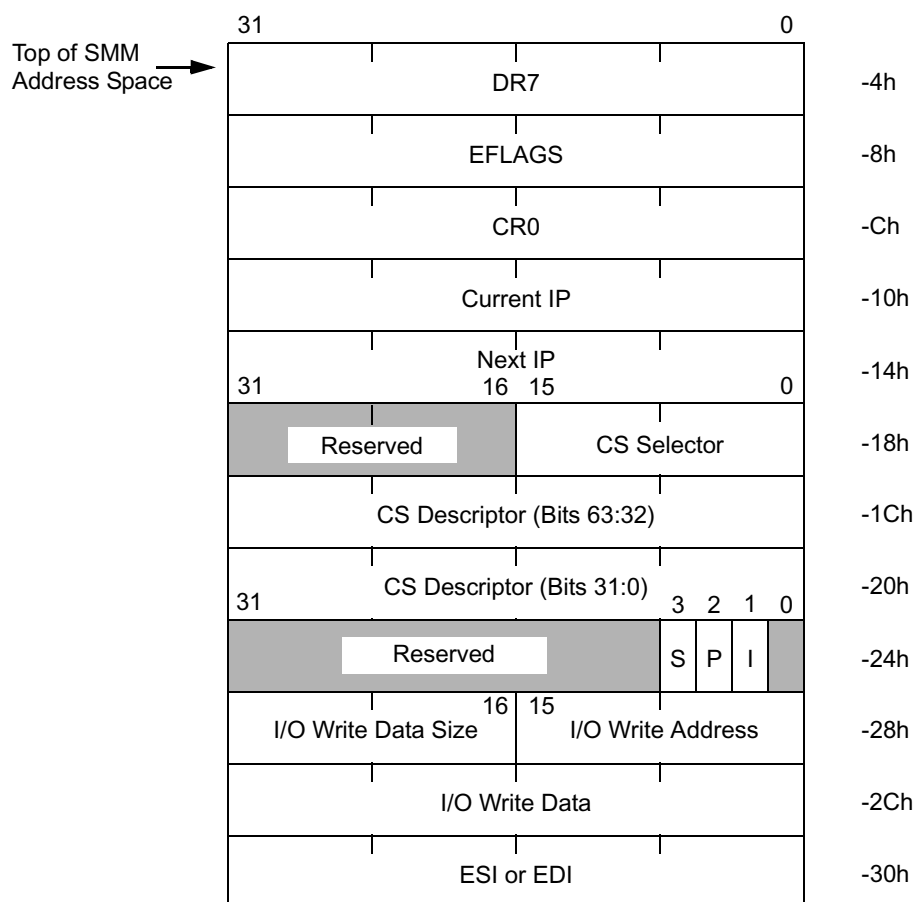 31 0
Top of SMM
Address Space
DR7 -4h
EFLAGS -8h
CR0 -Ch
Current IP -10h
Next IP -14h
31 16 15 0
Reserved CS Selector -18h
CS Descriptor (Bits 63:32) -1Ch
CS Descriptor (Bits 31:0) -20h
31 3 2 1 0
Reserved S P I -24h
16 15
I/O Write Data Size I/O Write Address -28h
I/O Write Data -2Ch
ESI or EDI -30h